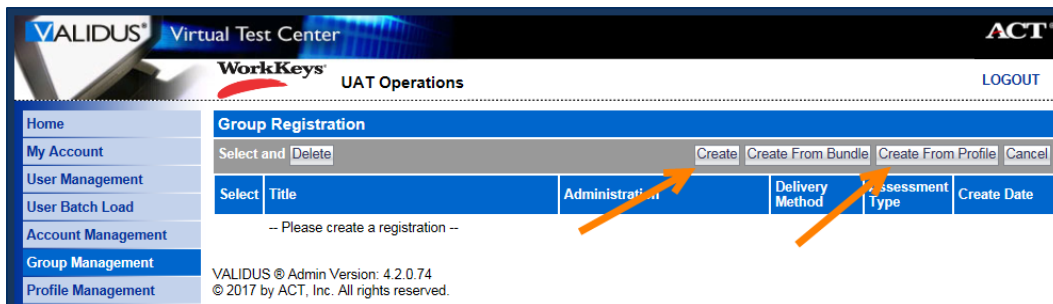 VALIDUS® Virtual Test Center ACT®
WorkKeys® UAT Operations LOGOUT
Home
My Account
User Management
User Batch Load
Account Management
Group Management
Profile Management
Group Registration
Select and Delete Create Create From Bundle Create From Profile Cancel
Select Title Administration Delivery Method Assessment Type Create Date
-- Please create a registration --
VALIDUS ® Admin Version: 4.2.0.74
© 2017 by ACT, Inc. All rights reserved.